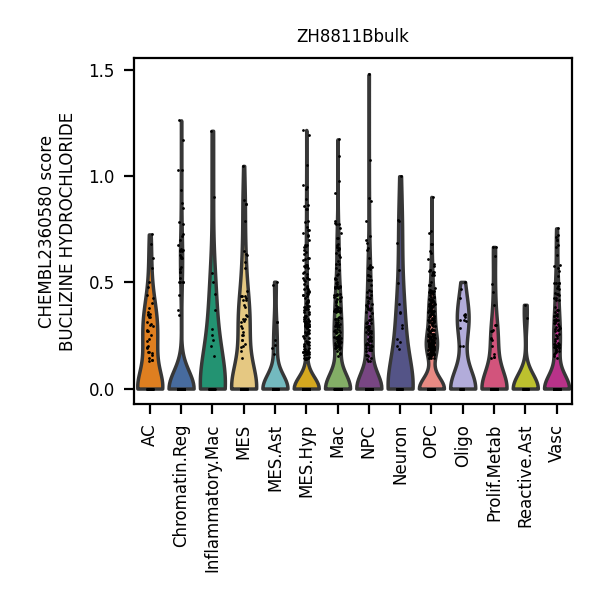 ZH8811Bbulk
CHEMBL2360580 score
BUCLIZINE HYDROCHLORIDE
1.5
1.0
0.5
0.0
AC
Chromatin.Reg
Inflammatory.Mac
MES
MES.Ast
MES.Hyp
Mac
NPC
Neuron
OPC
Oligo
Prolif.Metab
Reactive.Ast
Vasc